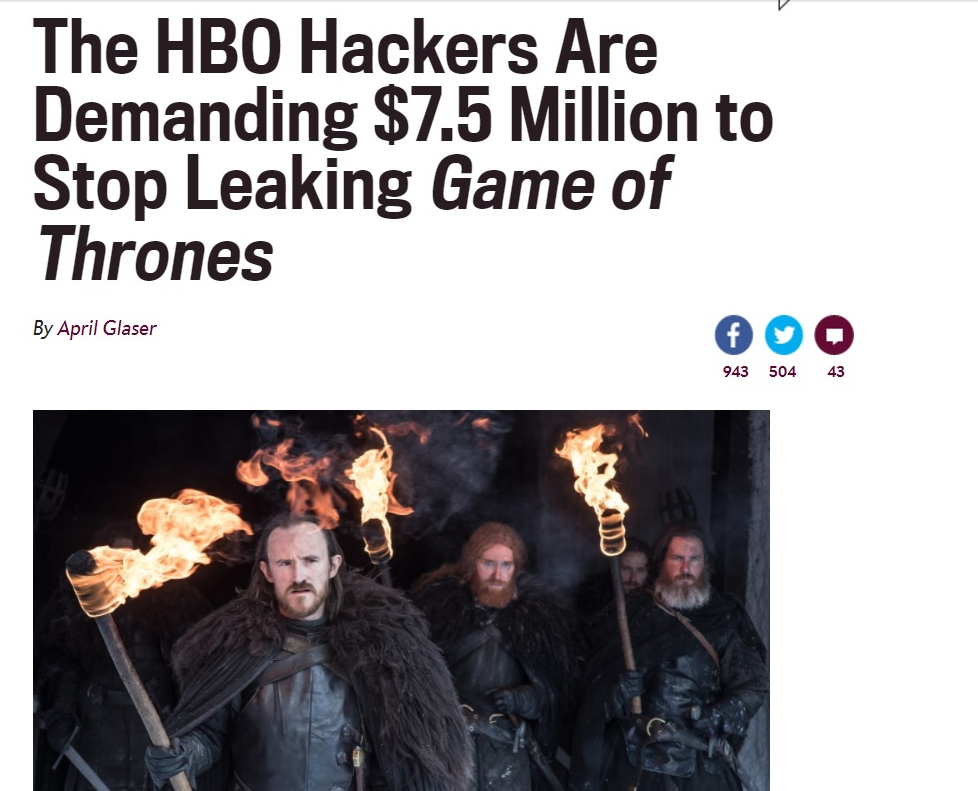 The HBO Hackers Are
Demanding $7.5 Million to
Stop Leaking Game of
Thrones
By April Glaser
943 504 43